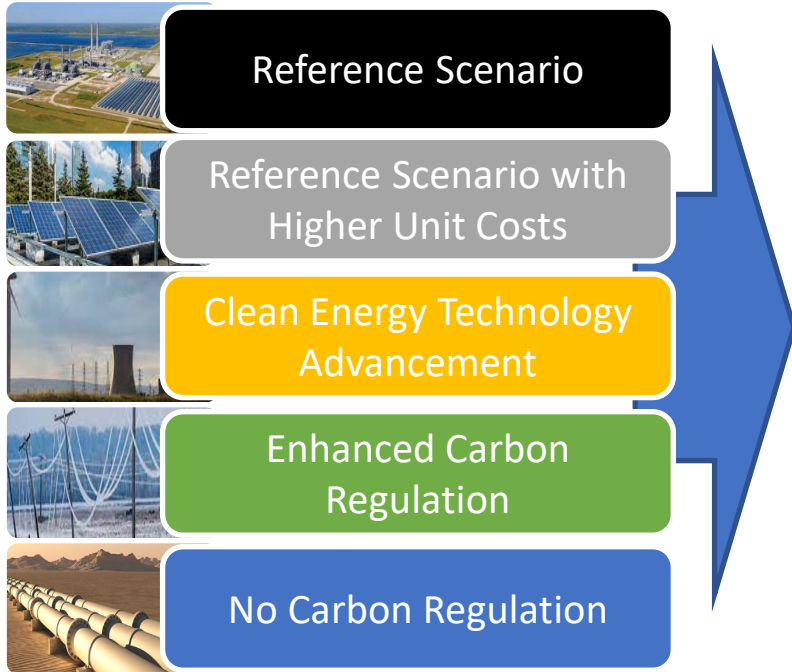 Reference Scenario
Reference Scenario with
Higher Unit Costs
Clean Energy Technology
Advancement
Enhanced Carbon
Regulation
No Carbon Regulation